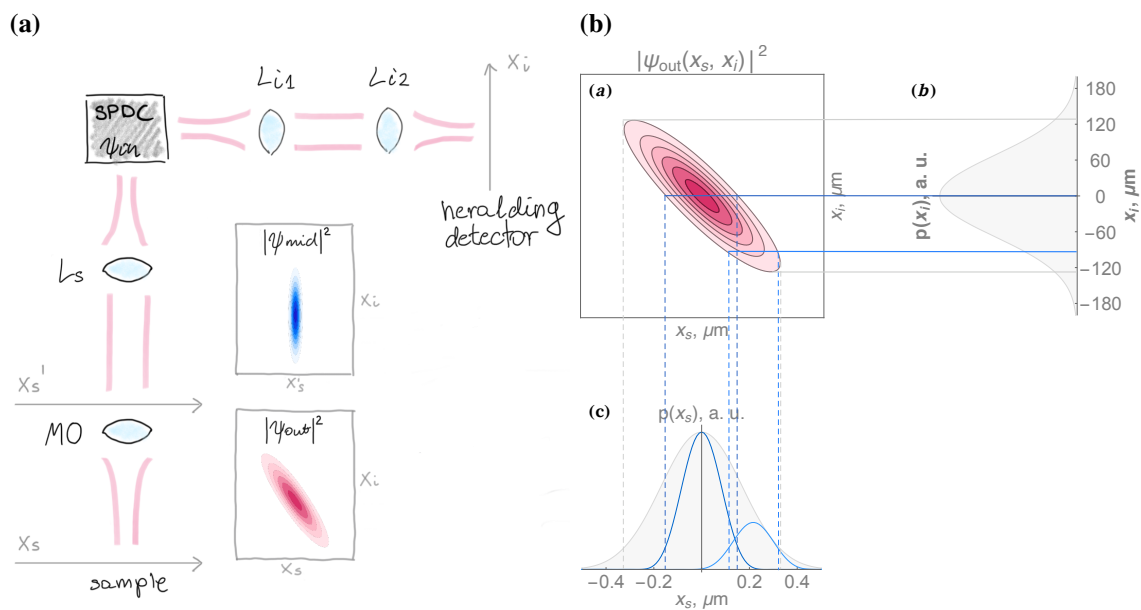 (a)
SPDC
ψin
Li1
Li2
Xi
heralding
detector
Ls
|ψmid|²
Xi
X's
Xs'
MO
|ψout|²
Xi
Xs
Xs
sample
(b)
|ψout(xs, xi)|²
(a)
xi, μm
xs, μm
(b)
p(xi), a. u.
180
120
60
0
−60
−120
−180
xi, μm
(c)
p(xs), a. u.
−0.4
−0.2
0.2
0.4
xs, μm